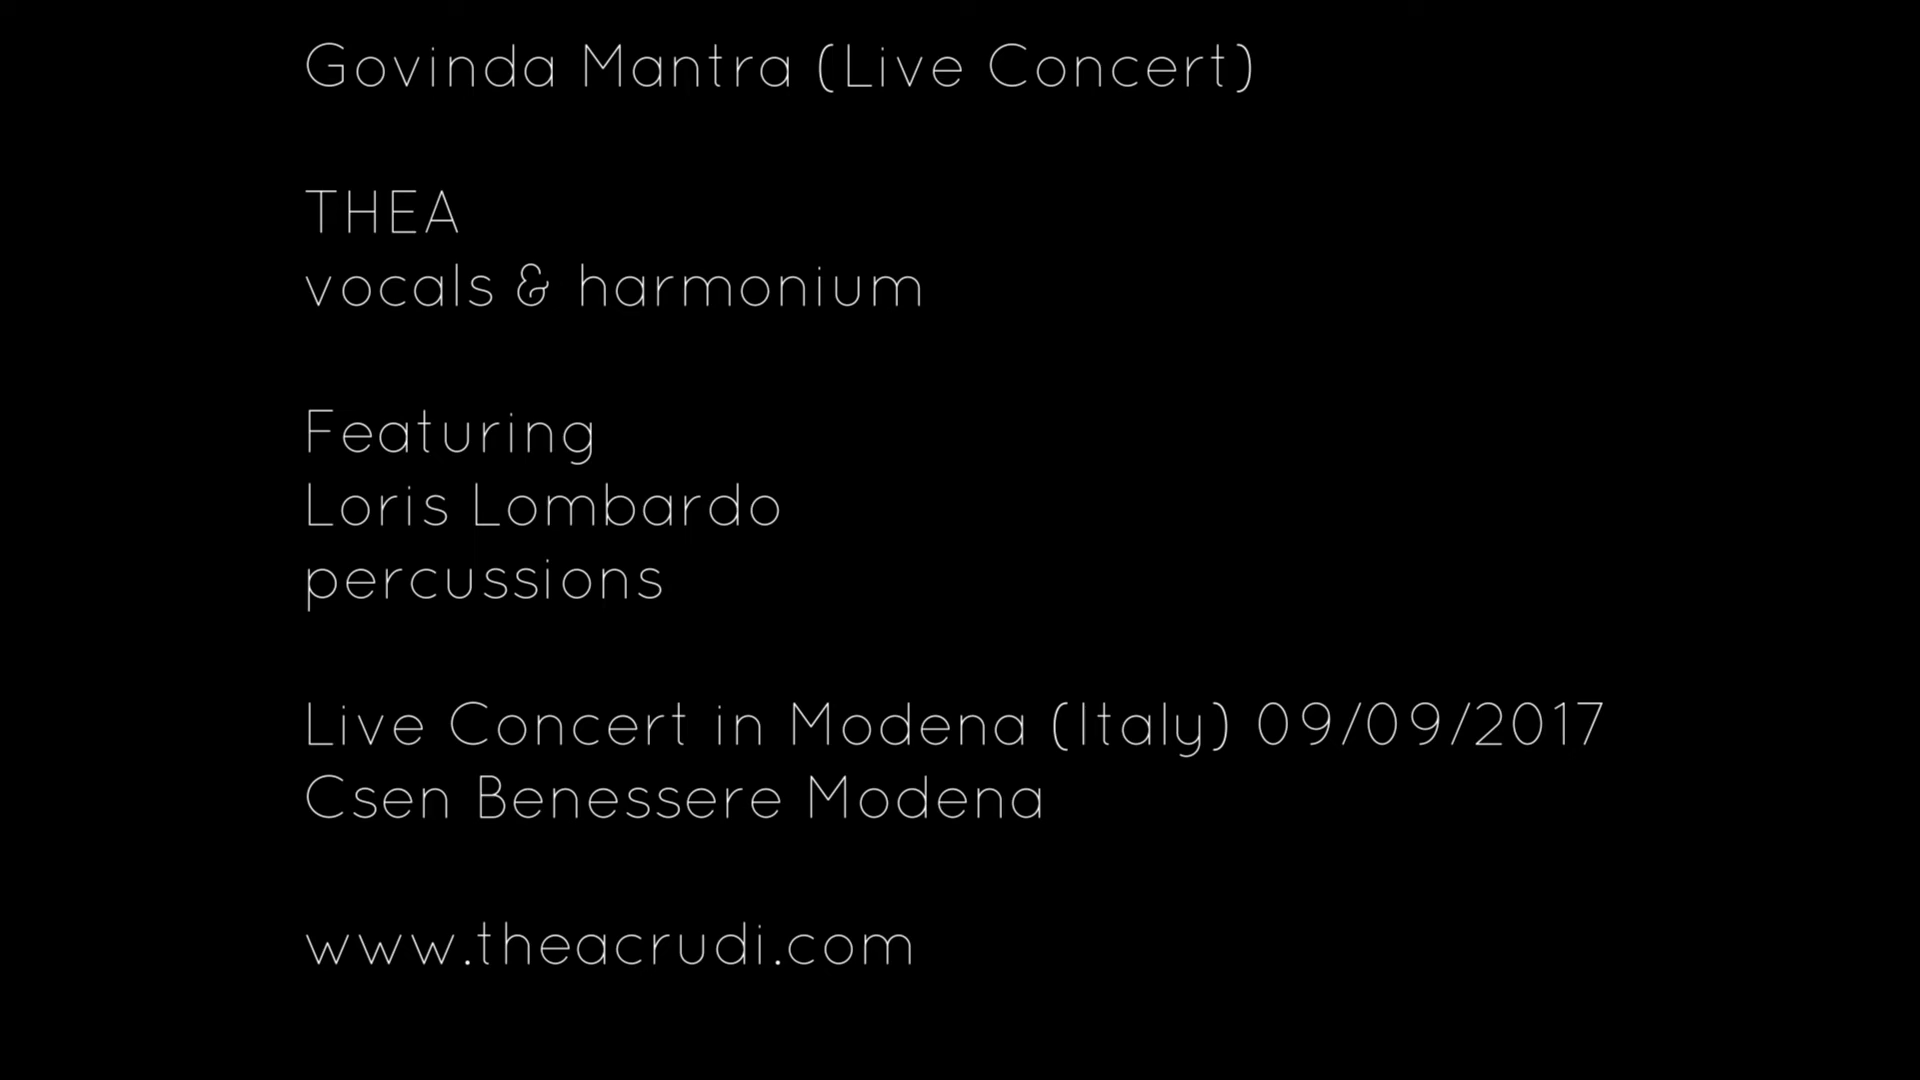 Govinda Mantra (Live Concert)
THEA
vocals & harmonium
Featuring
Loris Lombardo
percussions
Live Concert in Modena (Italy) 09/09/2017
Csen Benessere Modena
www.theacrudi.com